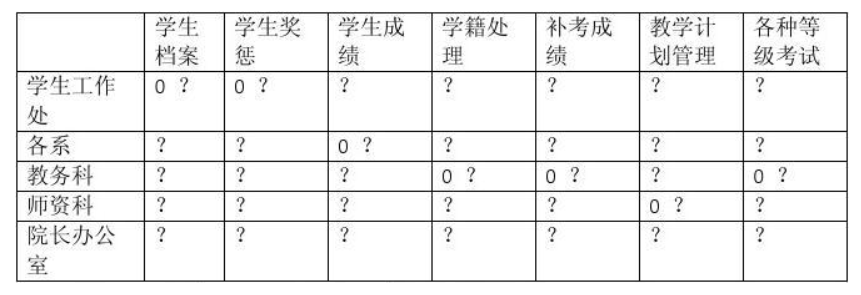 学生档案 学生奖惩 学生成绩 学籍处理 补考成绩 教学计划管理 各种等级考试
学生工作处 0 ? 0 ? ? ? ? ? ?
各系 ? ? 0 ? ? ? ? ?
教务科 ? ? ? 0 ? 0 ? ? 0 ?
师资科 ? ? ? ? ? 0 ? ?
院长办公室 ? ? ? ? ? ? ?